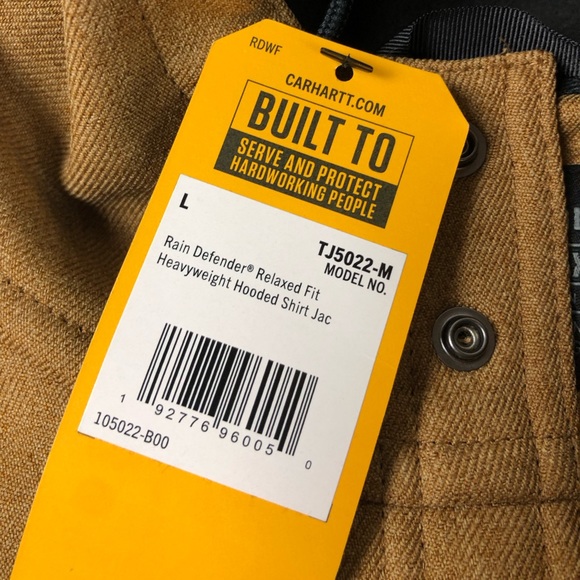 RDWF
CARHARTT.COM
BUILT TO
SERVE AND PROTECT
HARDWORKING PEOPLE
L
TJ5022-M
MODEL NO.
Rain Defender® Relaxed Fit
Heavyweight Hooded Shirt Jac
1 92776 96005 0
105022-B00